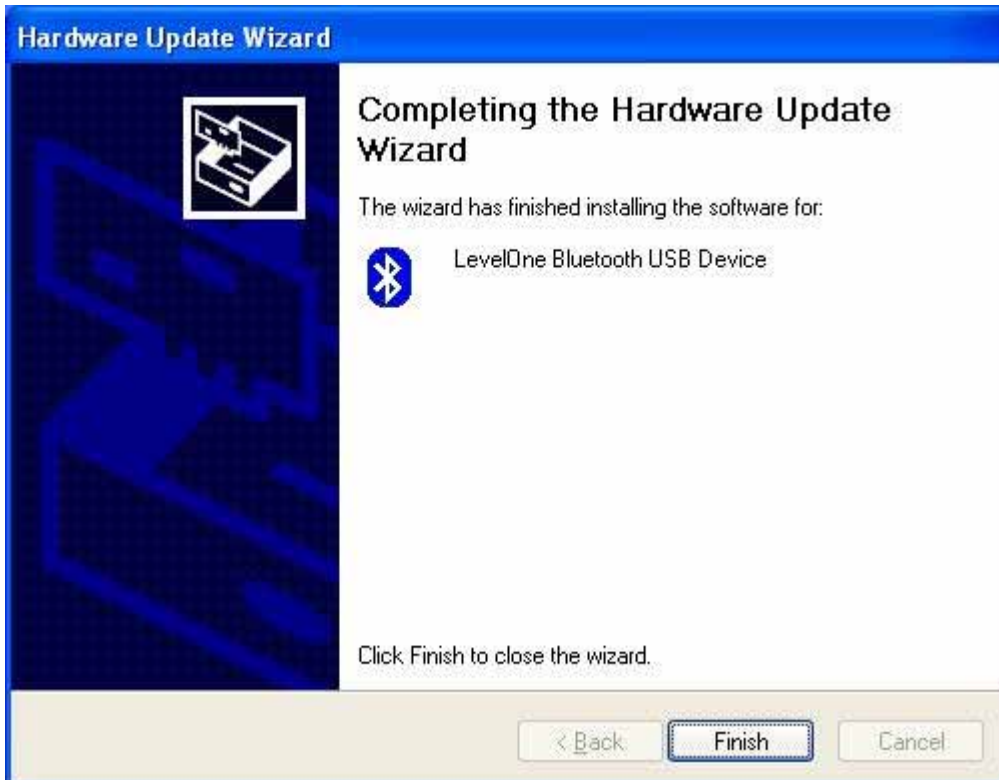 Hardware Update Wizard
Completing the Hardware Update
Wizard
The wizard has finished installing the software for:
LevelOne Bluetooth USB Device
Click Finish to close the wizard.
< Back
Finish
Cancel